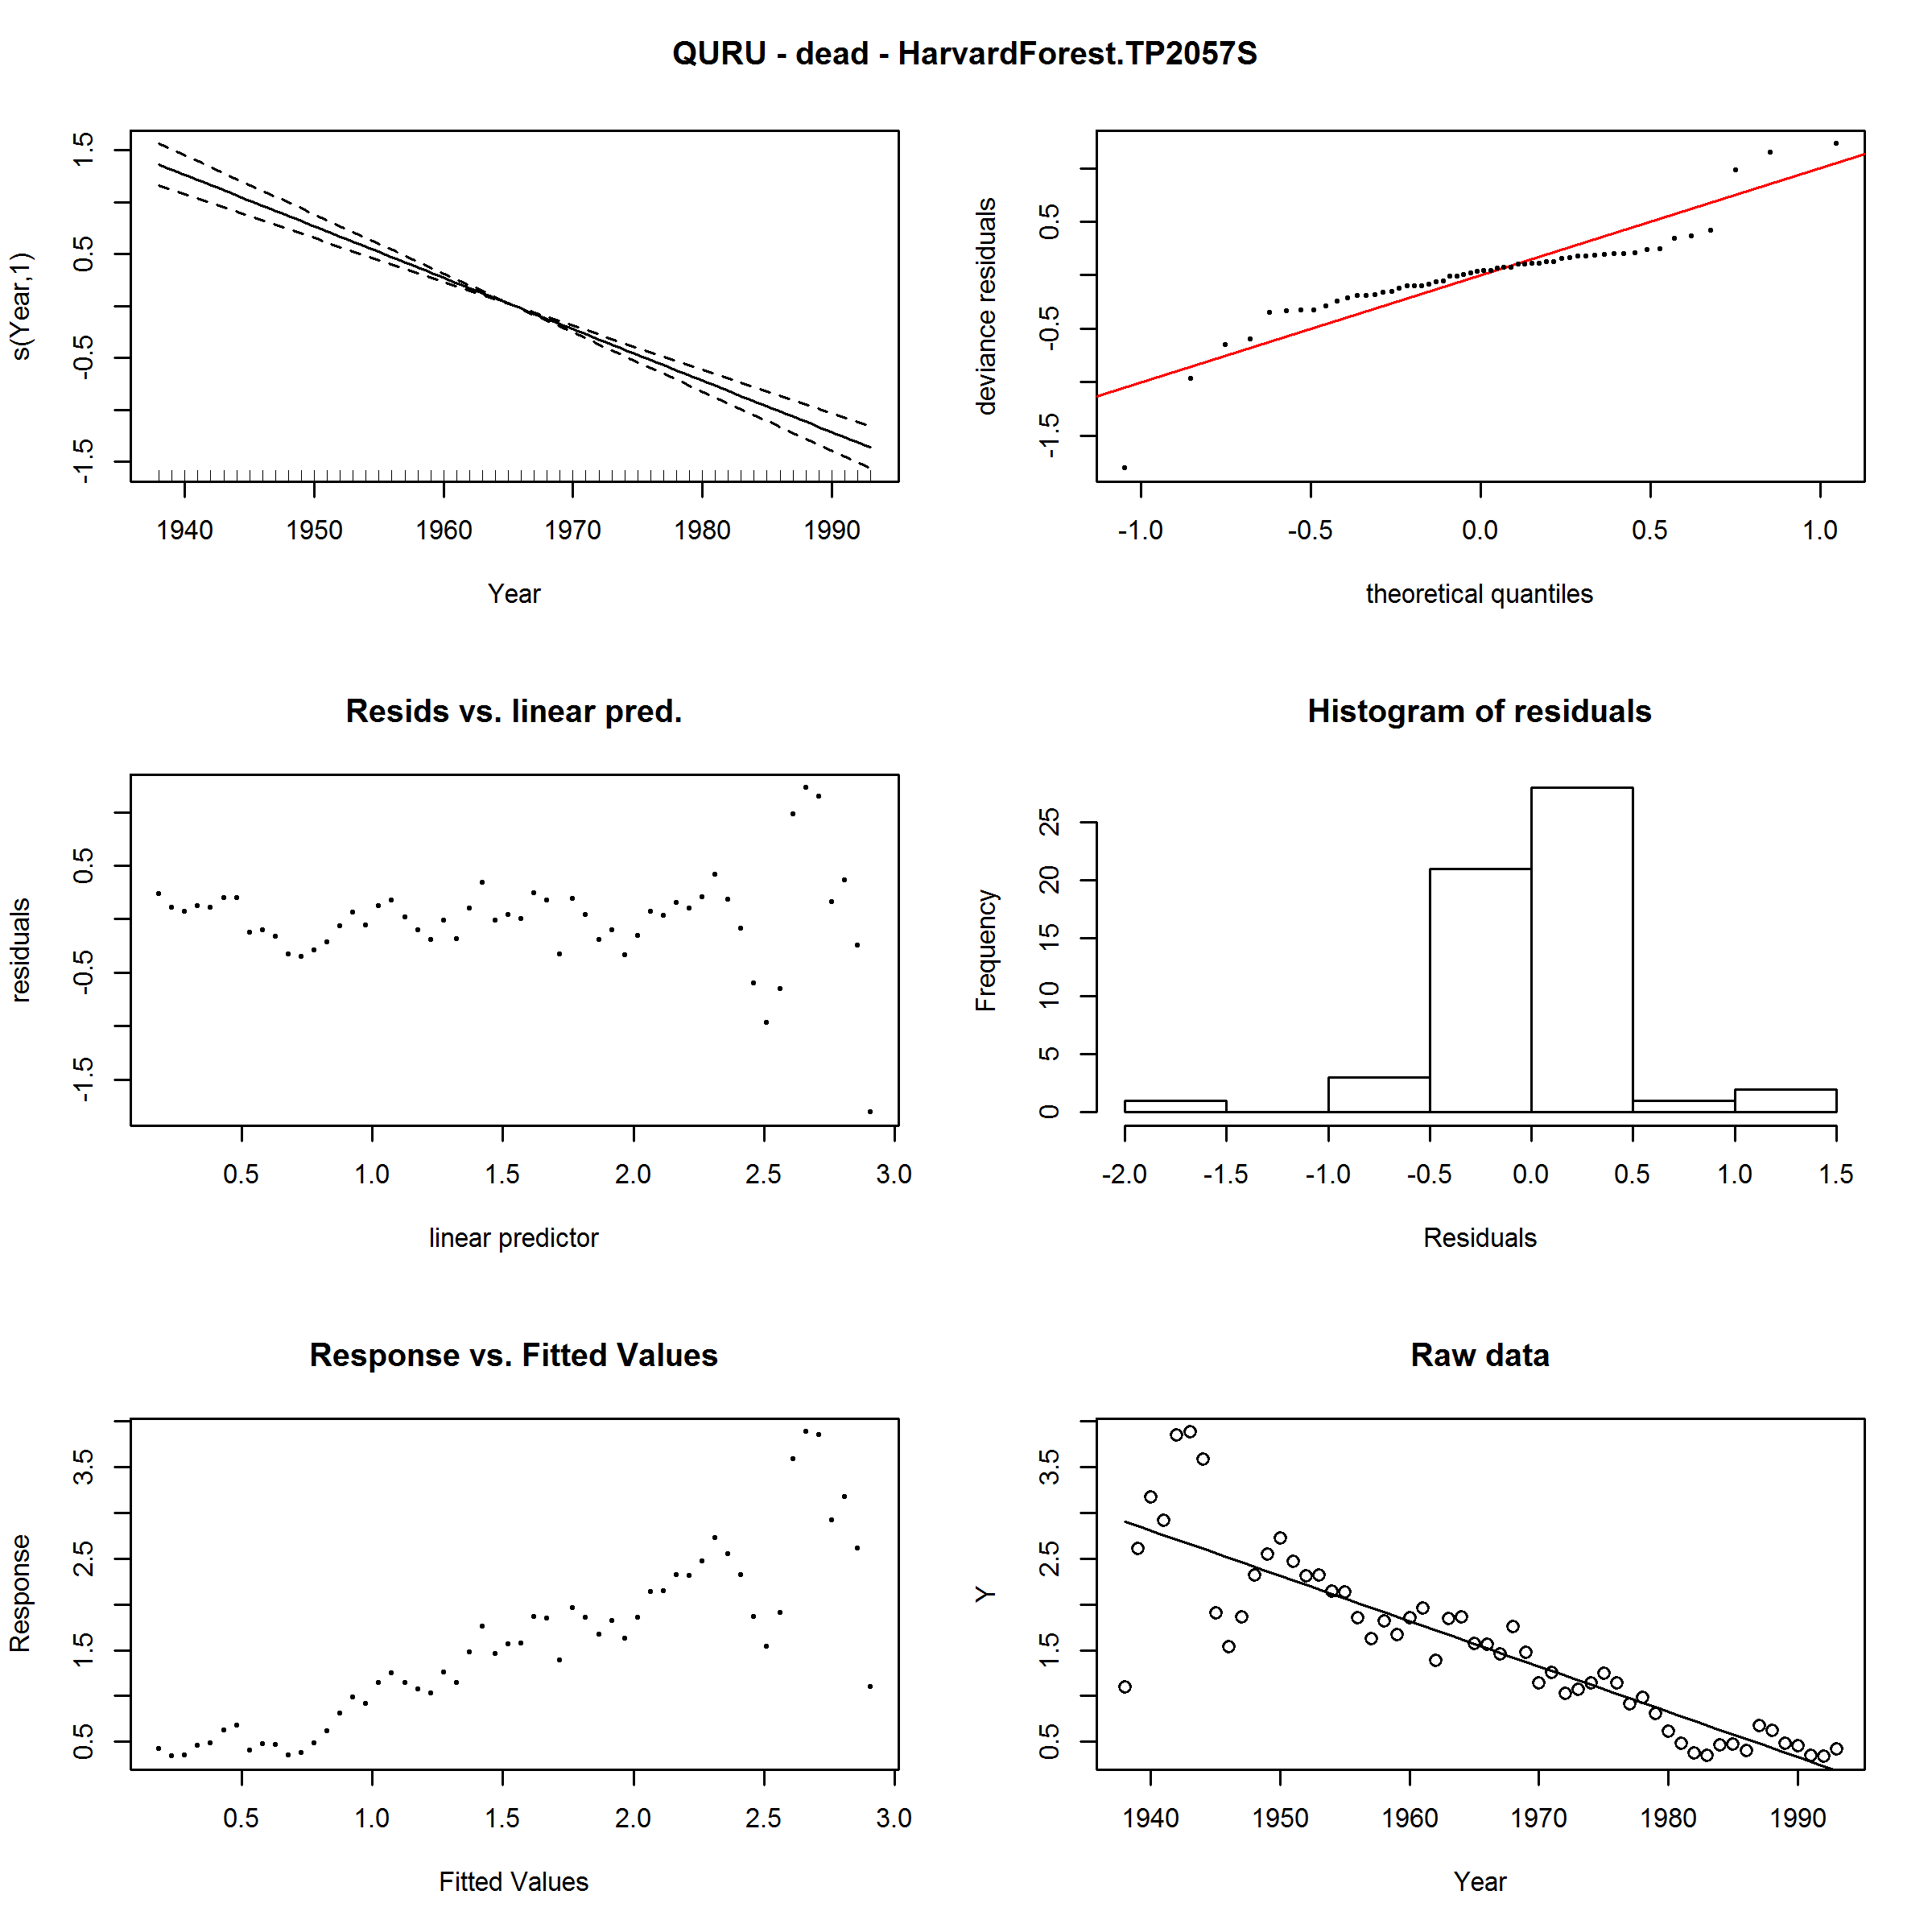 QURU - dead - HarvardForest.TP2057S
s(Year,1)
1.5
0.5
-0.5
-1.5
1940 1950 1960 1970 1980 1990
Year
deviance residuals
0.5
-0.5
-1.5
-1.0 -0.5 0.0 0.5 1.0
theoretical quantiles
Resids vs. linear pred.
residuals
0.5
-0.5
-1.5
0.5 1.0 1.5 2.0 2.5 3.0
linear predictor
Histogram of residuals
Frequency
25
20
15
10
5
0
-2.0 -1.5 -1.0 -0.5 0.0 0.5 1.0 1.5
Residuals
Response vs. Fitted Values
Response
3.5
2.5
1.5
0.5
0.5 1.0 1.5 2.0 2.5 3.0
Fitted Values
Raw data
Y
3.5
2.5
1.5
0.5
1940 1950 1960 1970 1980 1990
Year